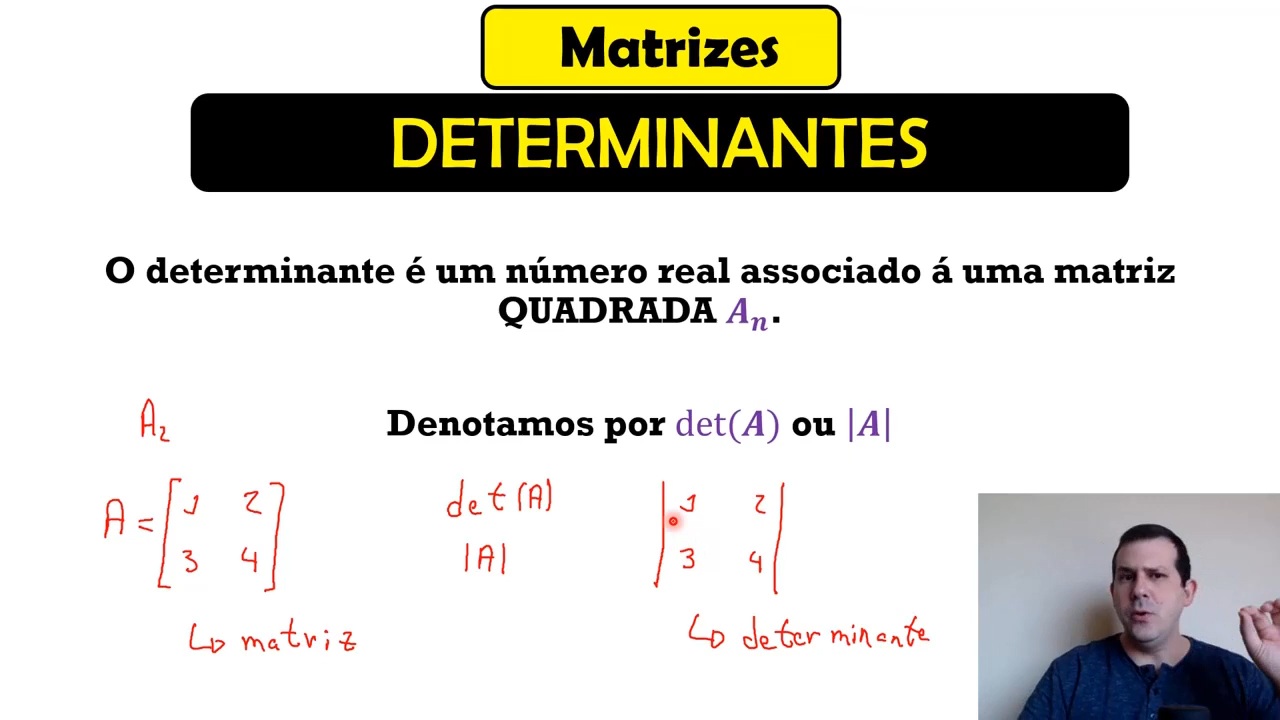 Matrizes
DETERMINANTES
O determinante é um número real associado á uma matriz
QUADRADA Aₙ.
Denotamos por det(A) ou |A|
A₂
A = [1 2
3 4]
↳ matriz
det(A)
|A|
|1 2|
|3 4|
↳ determinante